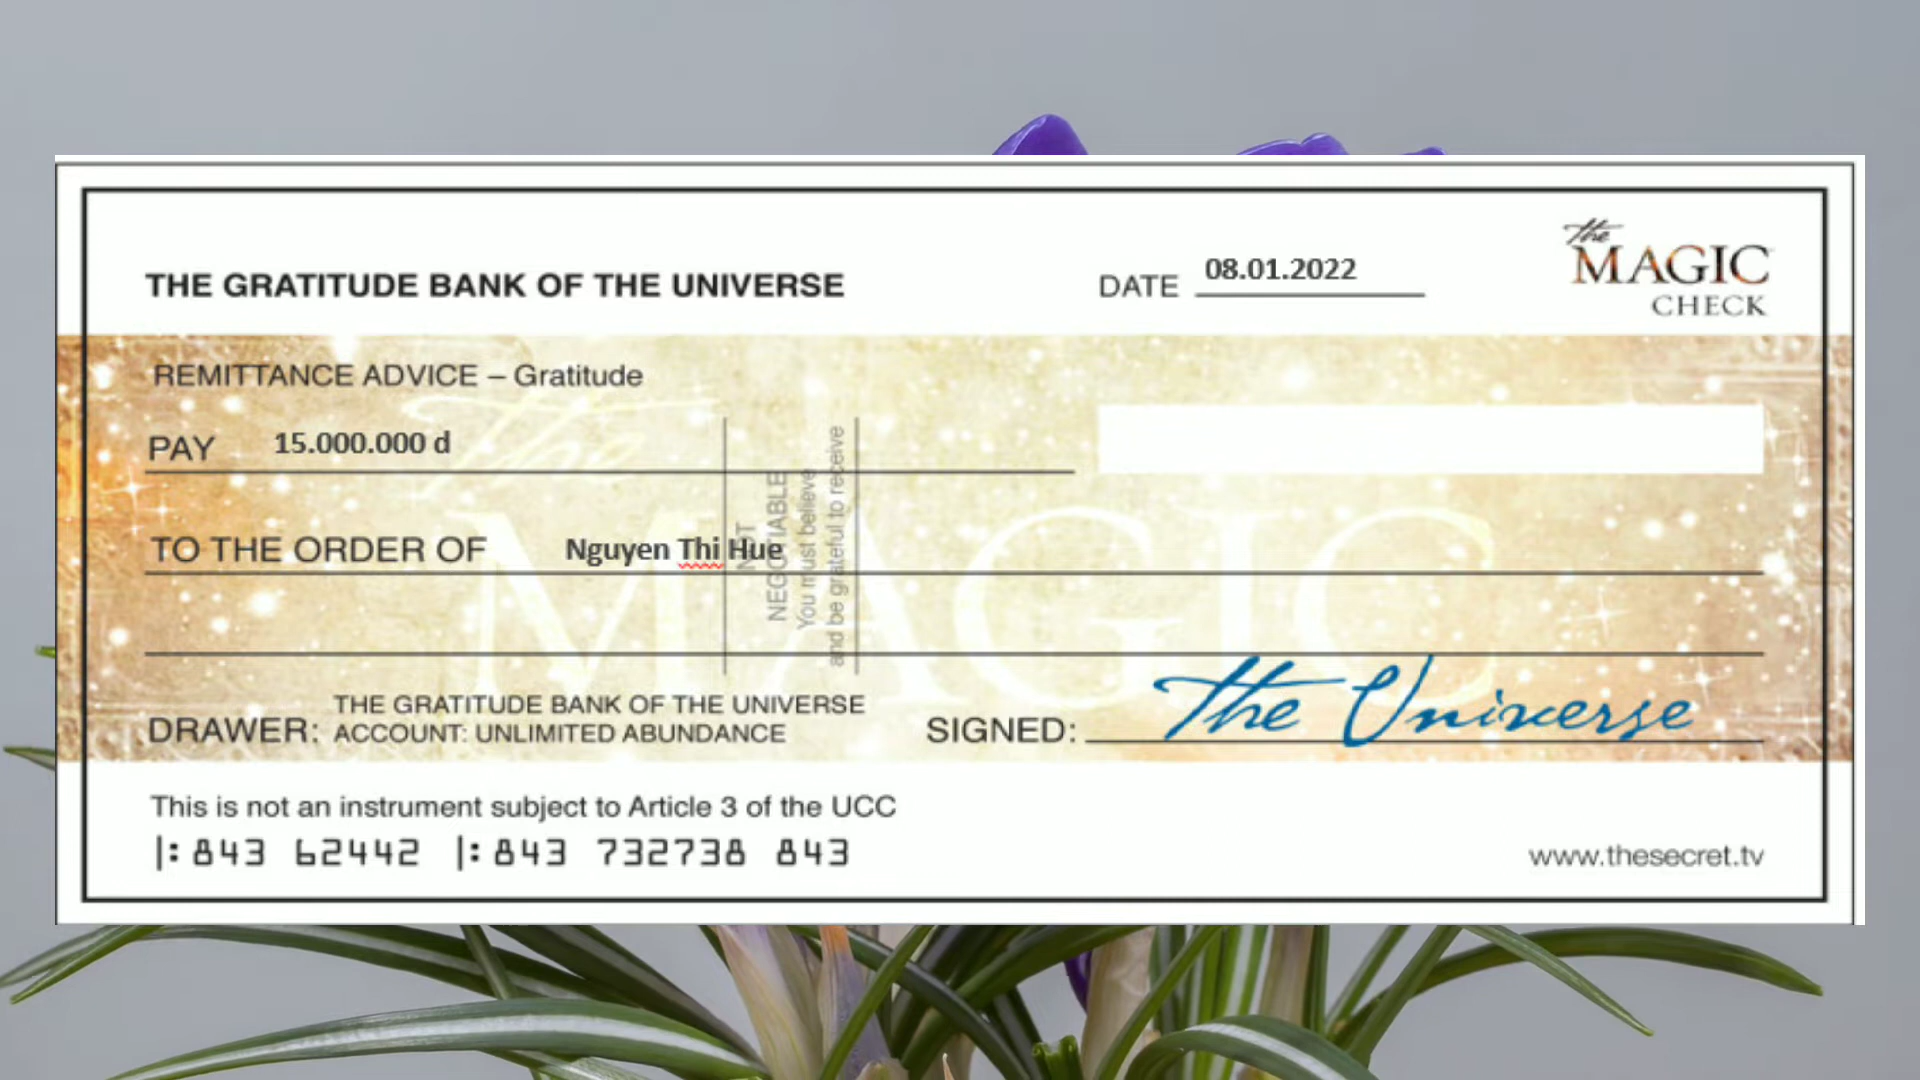 THE GRATITUDE BANK OF THE UNIVERSE
DATE 08.01.2022
the
MAGIC
CHECK
REMITTANCE ADVICE – Gratitude
PAY 15.000.000 d
TO THE ORDER OF Nguyen Thi Hue
NOT
NEGOTIABLE
You must believe
and be grateful to receive
The
MAGIC
DRAWER: THE GRATITUDE BANK OF THE UNIVERSE
ACCOUNT: UNLIMITED ABUNDANCE
SIGNED: The Universe
This is not an instrument subject to Article 3 of the UCC
|:843 62442 |:843 732738 843
www.thesecret.tv